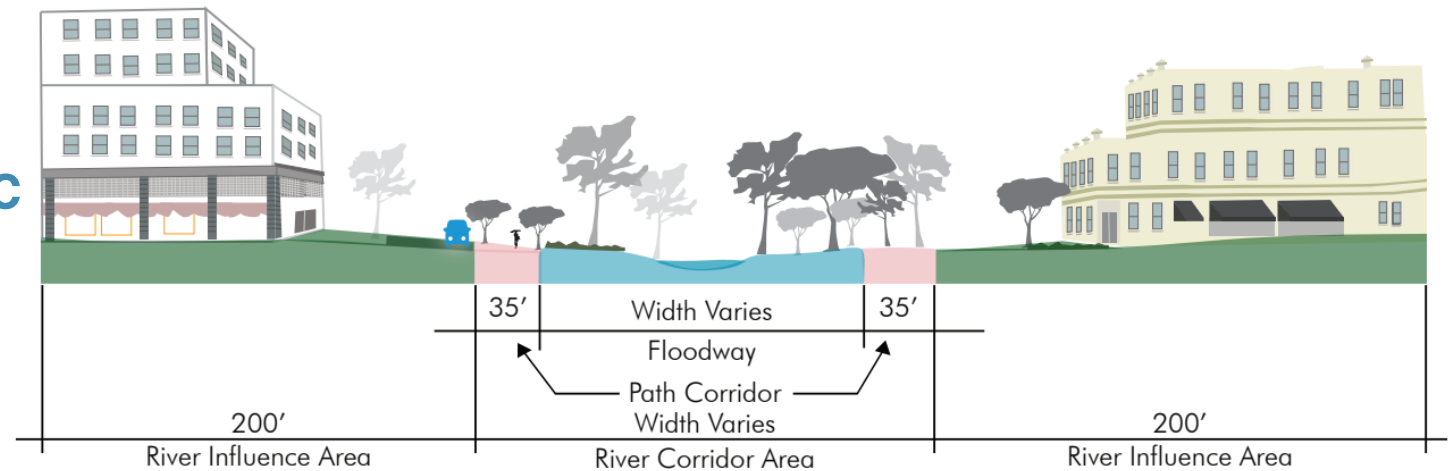 c
35’ Width Varies 35’
Floodway
Path Corridor
200’ Width Varies 200’
River Influence Area River Corridor Area River Influence Area